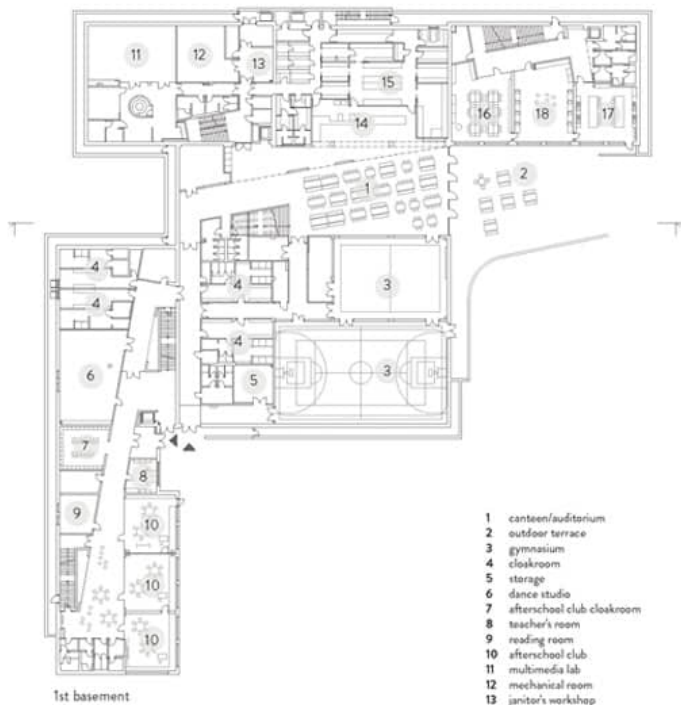 11
12
13
15
14
16
18
17
1
2
4
4
4
3
6
4
3
5
7
8
9
10
10
10
1 canteen/auditorium
2 outdoor terrace
3 gymnasium
4 cloakroom
5 storage
6 dance studio
7 afterschool club cloakroom
8 teacher's room
9 reading room
10 afterschool club
11 multimedia lab
12 mechanical room
13 janitor's workshop
1st basement